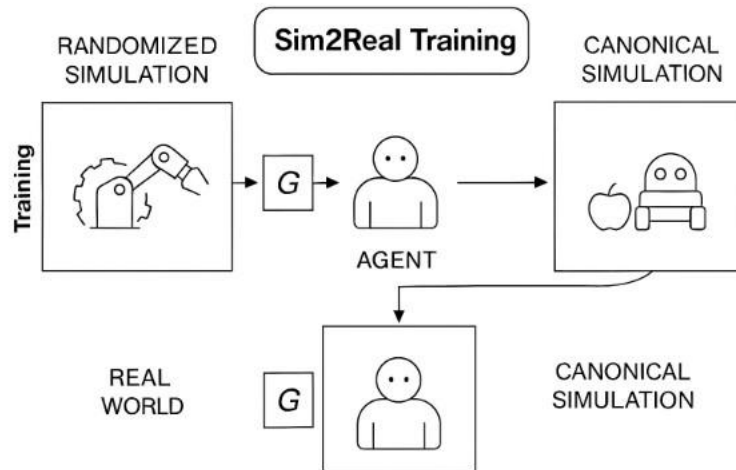 Sim2Real Training
RANDOMIZED
SIMULATION
CANONICAL
SIMULATION
Training
G
AGENT
REAL
WORLD
G
CANONICAL
SIMULATION